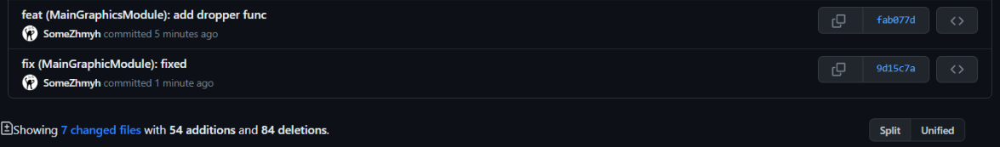 feat (MainGraphicsModule): add dropper func
SomeZhmyh committed 5 minutes ago
fab077d
fix (MainGraphicModule): fixed
SomeZhmyh committed 1 minute ago
9d15c7a
Showing 7 changed files with 54 additions and 84 deletions.
Split Unified